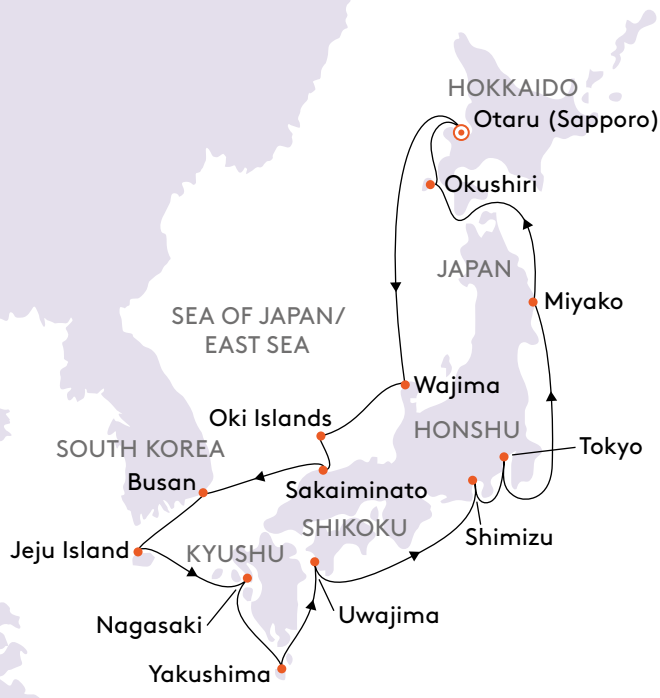 HOKKAIDO
Otaru (Sapporo)
Okushiri
JAPAN
Miyako
SEA OF JAPAN/
EAST SEA
Wajima
Oki Islands
HONSHU
Tokyo
SOUTH KOREA
Busan
Sakaiminato
SHIKOKU
Shimizu
Jeju Island
KYUSHU
Nagasaki
Uwajima
Yakushima